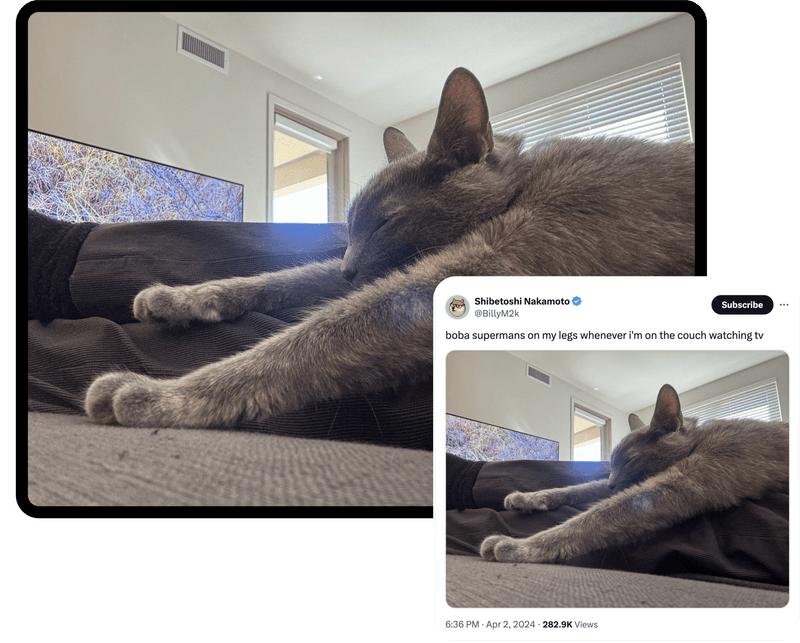 Shibetoshi Nakamoto
@BillyM2k
Subscribe
boba supermans on my legs whenever i'm on the couch watching tv
6:36 PM · Apr 2, 2024 · 282.9K Views